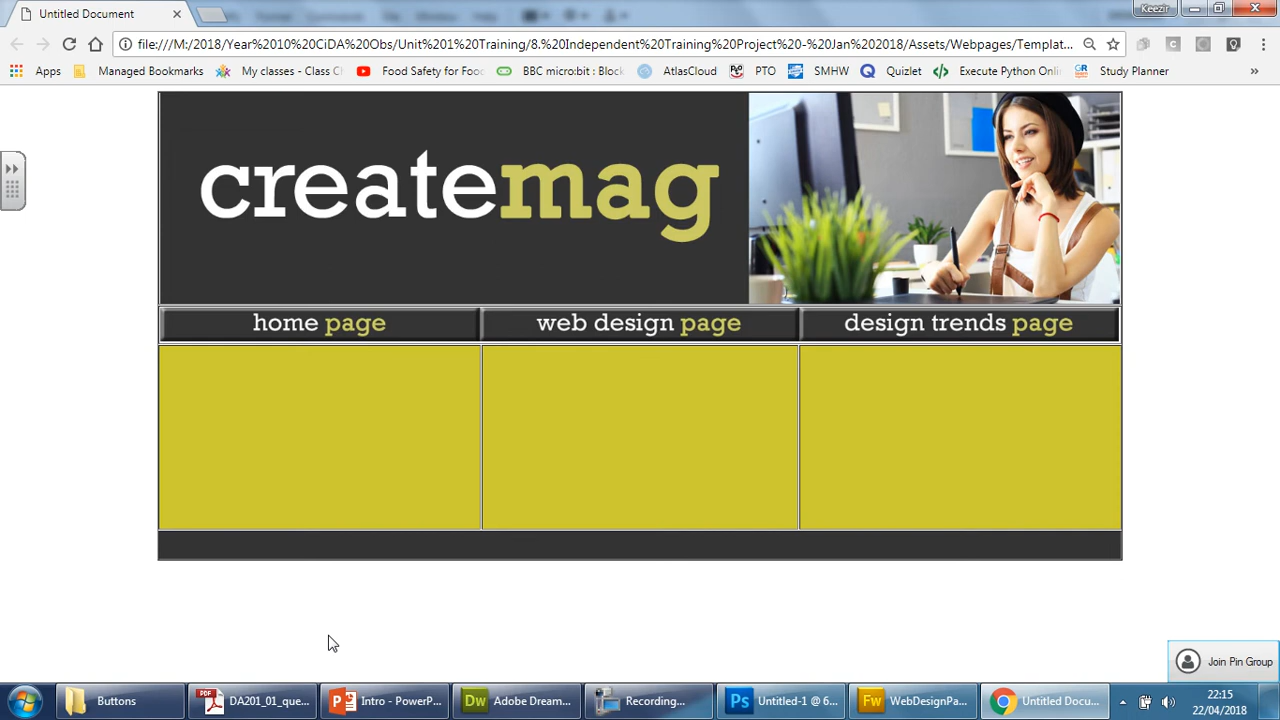 Untitled Document
Keezir
file:///M:/2018/Year%2010%20CiDA%20Obs/Unit%201%20Training/8.%20Independent%20Training%20Project%20-%20Jan%202018/Assets/Webpages/Templat...
Apps Managed Bookmarks My classes - Class C Food Safety for Foo BBC micro:bit : Block AtlasCloud PTO SMHW Quizlet Execute Python Onli Study Planner »
createmag
home page web design page design trends page
Join Pin Group
Buttons DA201_01_que... Intro - PowerP... Adobe Dream... Recording... Untitled-1 @ 6... WebDesignPa... Untitled Docu... 22:15
22/04/2018